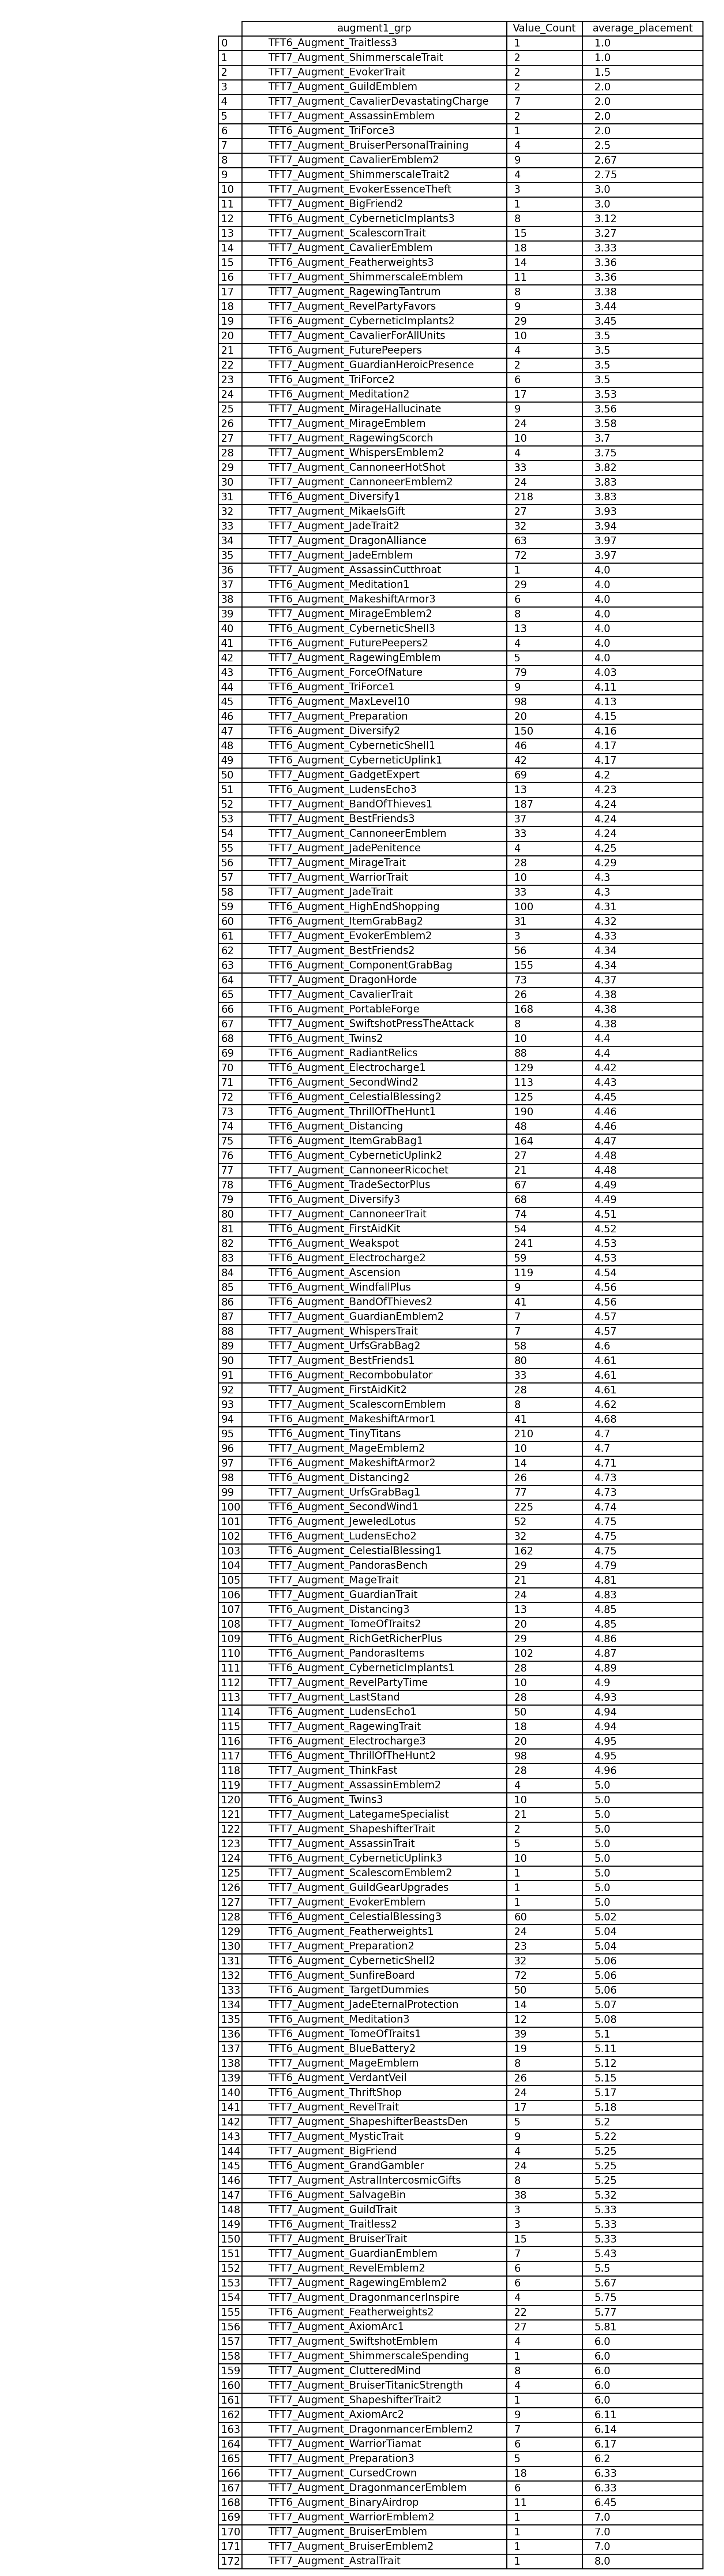 augment1_grp Value_Count average_placement
0 TFT6_Augment_Traitless3 1 1.0
1 TFT7_Augment_ShimmerscaleTrait 2 1.0
2 TFT7_Augment_EvokerTrait 2 1.5
3 TFT7_Augment_GuildEmblem 2 2.0
4 TFT7_Augment_CavalierDevastatingCharge 7 2.0
5 TFT7_Augment_AssassinEmblem 2 2.0
6 TFT6_Augment_TriForce3 1 2.0
7 TFT7_Augment_BruiserPersonalTraining 4 2.5
8 TFT7_Augment_CavalierEmblem2 9 2.67
9 TFT7_Augment_ShimmerscaleTrait2 4 2.75
10 TFT7_Augment_EvokerEssenceTheft 3 3.0
11 TFT7_Augment_BigFriend2 1 3.0
12 TFT6_Augment_CyberneticImplants3 8 3.12
13 TFT7_Augment_ScalescornTrait 15 3.27
14 TFT7_Augment_CavalierEmblem 18 3.33
15 TFT6_Augment_Featherweights3 14 3.36
16 TFT7_Augment_ShimmerscaleEmblem 11 3.36
17 TFT7_Augment_RagewingTantrum 8 3.38
18 TFT7_Augment_RevelPartyFavors 9 3.44
19 TFT6_Augment_CyberneticImplants2 29 3.45
20 TFT7_Augment_CavalierForAllUnits 10 3.5
21 TFT6_Augment_FuturePeepers 4 3.5
22 TFT7_Augment_GuardianHeroicPresence 2 3.5
23 TFT6_Augment_TriForce2 6 3.5
24 TFT6_Augment_Meditation2 17 3.53
25 TFT7_Augment_MirageHallucinate 9 3.56
26 TFT7_Augment_MirageEmblem 24 3.58
27 TFT7_Augment_RagewingScorch 10 3.7
28 TFT7_Augment_WhispersEmblem2 4 3.75
29 TFT7_Augment_CannoneerHotShot 33 3.82
30 TFT7_Augment_CannoneerEmblem2 24 3.83
31 TFT6_Augment_Diversify1 218 3.83
32 TFT7_Augment_MikaelsGift 27 3.93
33 TFT7_Augment_JadeTrait2 32 3.94
34 TFT7_Augment_DragonAlliance 63 3.97
35 TFT7_Augment_JadeEmblem 72 3.97
36 TFT7_Augment_AssassinCutthroat 1 4.0
37 TFT6_Augment_Meditation1 29 4.0
38 TFT6_Augment_MakeshiftArmor3 6 4.0
39 TFT7_Augment_MirageEmblem2 8 4.0
40 TFT6_Augment_CyberneticShell3 13 4.0
41 TFT6_Augment_FuturePeepers2 4 4.0
42 TFT7_Augment_RagewingEmblem 5 4.0
43 TFT6_Augment_ForceOfNature 79 4.03
44 TFT6_Augment_TriForce1 9 4.11
45 TFT6_Augment_MaxLevel10 98 4.13
46 TFT7_Augment_Preparation 20 4.15
47 TFT6_Augment_Diversify2 150 4.16
48 TFT6_Augment_CyberneticShell1 46 4.17
49 TFT6_Augment_CyberneticUplink1 42 4.17
50 TFT7_Augment_GadgetExpert 69 4.2
51 TFT6_Augment_LudensEcho3 13 4.23
52 TFT7_Augment_BandOfThieves1 187 4.24
53 TFT7_Augment_BestFriends3 37 4.24
54 TFT7_Augment_CannoneerEmblem 33 4.24
55 TFT7_Augment_JadePenitence 4 4.25
56 TFT7_Augment_MirageTrait 28 4.29
57 TFT7_Augment_WarriorTrait 10 4.3
58 TFT7_Augment_JadeTrait 33 4.3
59 TFT6_Augment_HighEndShopping 100 4.31
60 TFT6_Augment_ItemGrabBag2 31 4.32
61 TFT7_Augment_EvokerEmblem2 3 4.33
62 TFT7_Augment_BestFriends2 56 4.34
63 TFT6_Augment_ComponentGrabBag 155 4.34
64 TFT7_Augment_DragonHorde 73 4.37
65 TFT7_Augment_CavalierTrait 26 4.38
66 TFT6_Augment_PortableForge 168 4.38
67 TFT7_Augment_SwiftshotPressTheAttack 8 4.38
68 TFT6_Augment_Twins2 10 4.4
69 TFT6_Augment_RadiantRelics 88 4.4
70 TFT6_Augment_Electrocharge1 129 4.42
71 TFT6_Augment_SecondWind2 113 4.43
72 TFT6_Augment_CelestialBlessing2 125 4.45
73 TFT6_Augment_ThrillOfTheHunt1 190 4.46
74 TFT6_Augment_Distancing 48 4.46
75 TFT6_Augment_ItemGrabBag1 164 4.47
76 TFT6_Augment_CyberneticUplink2 27 4.48
77 TFT7_Augment_CannoneerRicochet 21 4.48
78 TFT6_Augment_TradeSectorPlus 67 4.49
79 TFT6_Augment_Diversify3 68 4.49
80 TFT7_Augment_CannoneerTrait 74 4.51
81 TFT6_Augment_FirstAidKit 54 4.52
82 TFT6_Augment_Weakspot 241 4.53
83 TFT6_Augment_Electrocharge2 59 4.53
84 TFT6_Augment_Ascension 119 4.54
85 TFT6_Augment_WindfallPlus 9 4.56
86 TFT6_Augment_BandOfThieves2 41 4.56
87 TFT7_Augment_GuardianEmblem2 7 4.57
88 TFT7_Augment_WhispersTrait 7 4.57
89 TFT7_Augment_UrfsGrabBag2 58 4.6
90 TFT7_Augment_BestFriends1 80 4.61
91 TFT6_Augment_Recombobulator 33 4.61
92 TFT7_Augment_FirstAidKit2 28 4.61
93 TFT7_Augment_ScalescornEmblem 8 4.62
94 TFT6_Augment_MakeshiftArmor1 41 4.68
95 TFT6_Augment_TinyTitans 210 4.7
96 TFT7_Augment_MageEmblem2 10 4.7
97 TFT6_Augment_MakeshiftArmor2 14 4.71
98 TFT6_Augment_Distancing2 26 4.73
99 TFT7_Augment_UrfsGrabBag1 77 4.73
100 TFT6_Augment_SecondWind1 225 4.74
101 TFT6_Augment_JeweledLotus 52 4.75
102 TFT6_Augment_LudensEcho2 32 4.75
103 TFT6_Augment_CelestialBlessing1 162 4.75
104 TFT7_Augment_PandorasBench 29 4.79
105 TFT7_Augment_MageTrait 21 4.81
106 TFT7_Augment_GuardianTrait 24 4.83
107 TFT6_Augment_Distancing3 13 4.85
108 TFT7_Augment_TomeOfTraits2 20 4.85
109 TFT6_Augment_RichGetRicherPlus 29 4.86
110 TFT6_Augment_PandorasItems 102 4.87
111 TFT6_Augment_CyberneticImplants1 28 4.89
112 TFT7_Augment_RevelPartyTime 10 4.9
113 TFT7_Augment_LastStand 28 4.93
114 TFT6_Augment_LudensEcho1 50 4.94
115 TFT7_Augment_RagewingTrait 18 4.94
116 TFT6_Augment_Electrocharge3 20 4.95
117 TFT6_Augment_ThrillOfTheHunt2 98 4.95
118 TFT7_Augment_ThinkFast 28 4.96
119 TFT7_Augment_AssassinEmblem2 4 5.0
120 TFT6_Augment_Twins3 10 5.0
121 TFT7_Augment_LategameSpecialist 21 5.0
122 TFT7_Augment_ShapeshifterTrait 2 5.0
123 TFT7_Augment_AssassinTrait 5 5.0
124 TFT6_Augment_CyberneticUplink3 10 5.0
125 TFT7_Augment_ScalescornEmblem2 1 5.0
126 TFT7_Augment_GuildGearUpgrades 1 5.0
127 TFT7_Augment_EvokerEmblem 1 5.0
128 TFT6_Augment_CelestialBlessing3 60 5.02
129 TFT6_Augment_Featherweights1 24 5.04
130 TFT7_Augment_Preparation2 23 5.04
131 TFT6_Augment_CyberneticShell2 32 5.06
132 TFT6_Augment_SunfireBoard 72 5.06
133 TFT6_Augment_TargetDummies 50 5.06
134 TFT7_Augment_JadeEternalProtection 14 5.07
135 TFT6_Augment_Meditation3 12 5.08
136 TFT6_Augment_TomeOfTraits1 39 5.1
137 TFT6_Augment_BlueBattery2 19 5.11
138 TFT7_Augment_MageEmblem 8 5.12
139 TFT6_Augment_VerdantVeil 26 5.15
140 TFT6_Augment_ThriftShop 24 5.17
141 TFT7_Augment_RevelTrait 17 5.18
142 TFT7_Augment_ShapeshifterBeastsDen 5 5.2
143 TFT7_Augment_MysticTrait 9 5.22
144 TFT7_Augment_BigFriend 4 5.25
145 TFT6_Augment_GrandGambler 24 5.25
146 TFT7_Augment_AstralIntercosmicGifts 8 5.25
147 TFT6_Augment_SalvageBin 38 5.32
148 TFT7_Augment_GuildTrait 3 5.33
149 TFT6_Augment_Traitless2 3 5.33
150 TFT7_Augment_BruiserTrait 15 5.33
151 TFT7_Augment_GuardianEmblem 7 5.43
152 TFT7_Augment_RevelEmblem2 6 5.5
153 TFT7_Augment_RagewingEmblem2 6 5.67
154 TFT7_Augment_DragonmancerInspire 4 5.75
155 TFT6_Augment_Featherweights2 22 5.77
156 TFT7_Augment_AxiomArc1 27 5.81
157 TFT7_Augment_SwiftshotEmblem 4 6.0
158 TFT7_Augment_ShimmerscaleSpending 1 6.0
159 TFT7_Augment_ClutteredMind 8 6.0
160 TFT7_Augment_BruiserTitanicStrength 4 6.0
161 TFT7_Augment_ShapeshifterTrait2 1 6.0
162 TFT7_Augment_AxiomArc2 9 6.11
163 TFT7_Augment_DragonmancerEmblem2 7 6.14
164 TFT7_Augment_WarriorTiamat 6 6.17
165 TFT7_Augment_Preparation3 5 6.2
166 TFT7_Augment_CursedCrown 18 6.33
167 TFT7_Augment_DragonmancerEmblem 6 6.33
168 TFT6_Augment_BinaryAirdrop 11 6.45
169 TFT7_Augment_WarriorEmblem2 1 7.0
170 TFT7_Augment_BruiserEmblem 1 7.0
171 TFT7_Augment_BruiserEmblem2 1 7.0
172 TFT7_Augment_AstralTrait 1 8.0